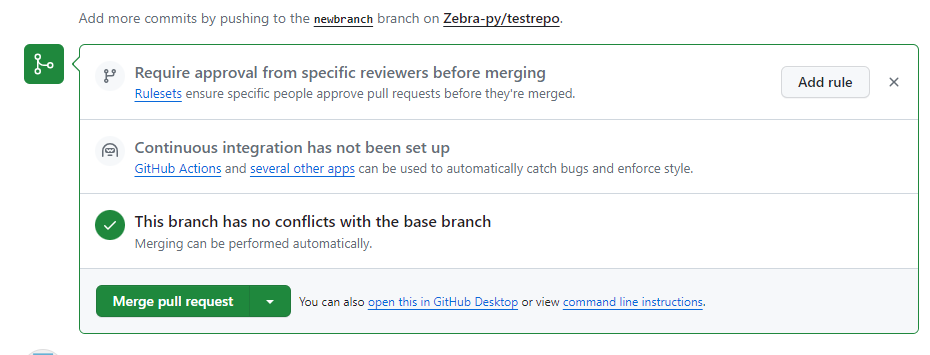 Add more commits by pushing to the newbranch branch on Zebra-py/testrepo.
Require approval from specific reviewers before merging
Rulesets ensure specific people approve pull requests before they're merged.
Add rule
Continuous integration has not been set up
GitHub Actions and several other apps can be used to automatically catch bugs and enforce style.
This branch has no conflicts with the base branch
Merging can be performed automatically.
Merge pull request
You can also open this in GitHub Desktop or view command line instructions.